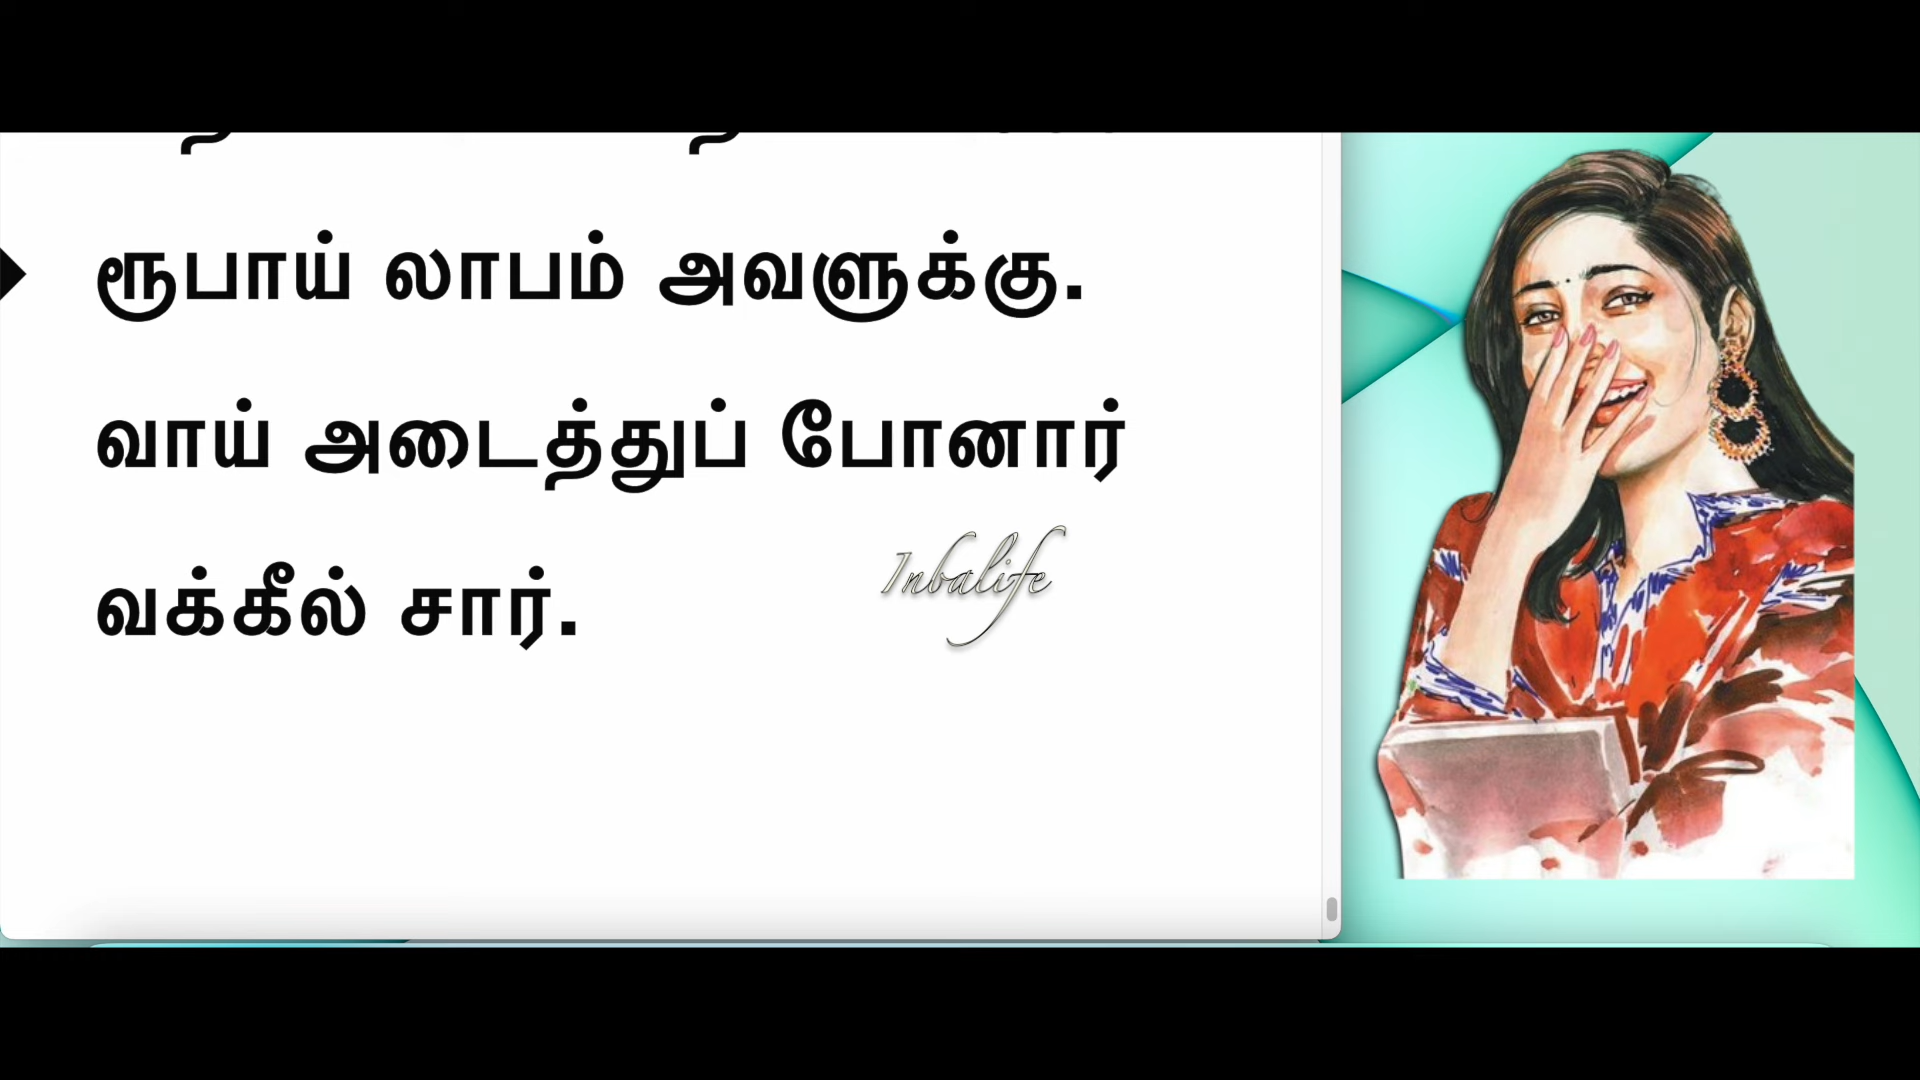 ரூபாய் லாபம் அவளுக்கு.
வாய் அடைத்துப் போனார்
வக்கீல் சார்.
Inbalife